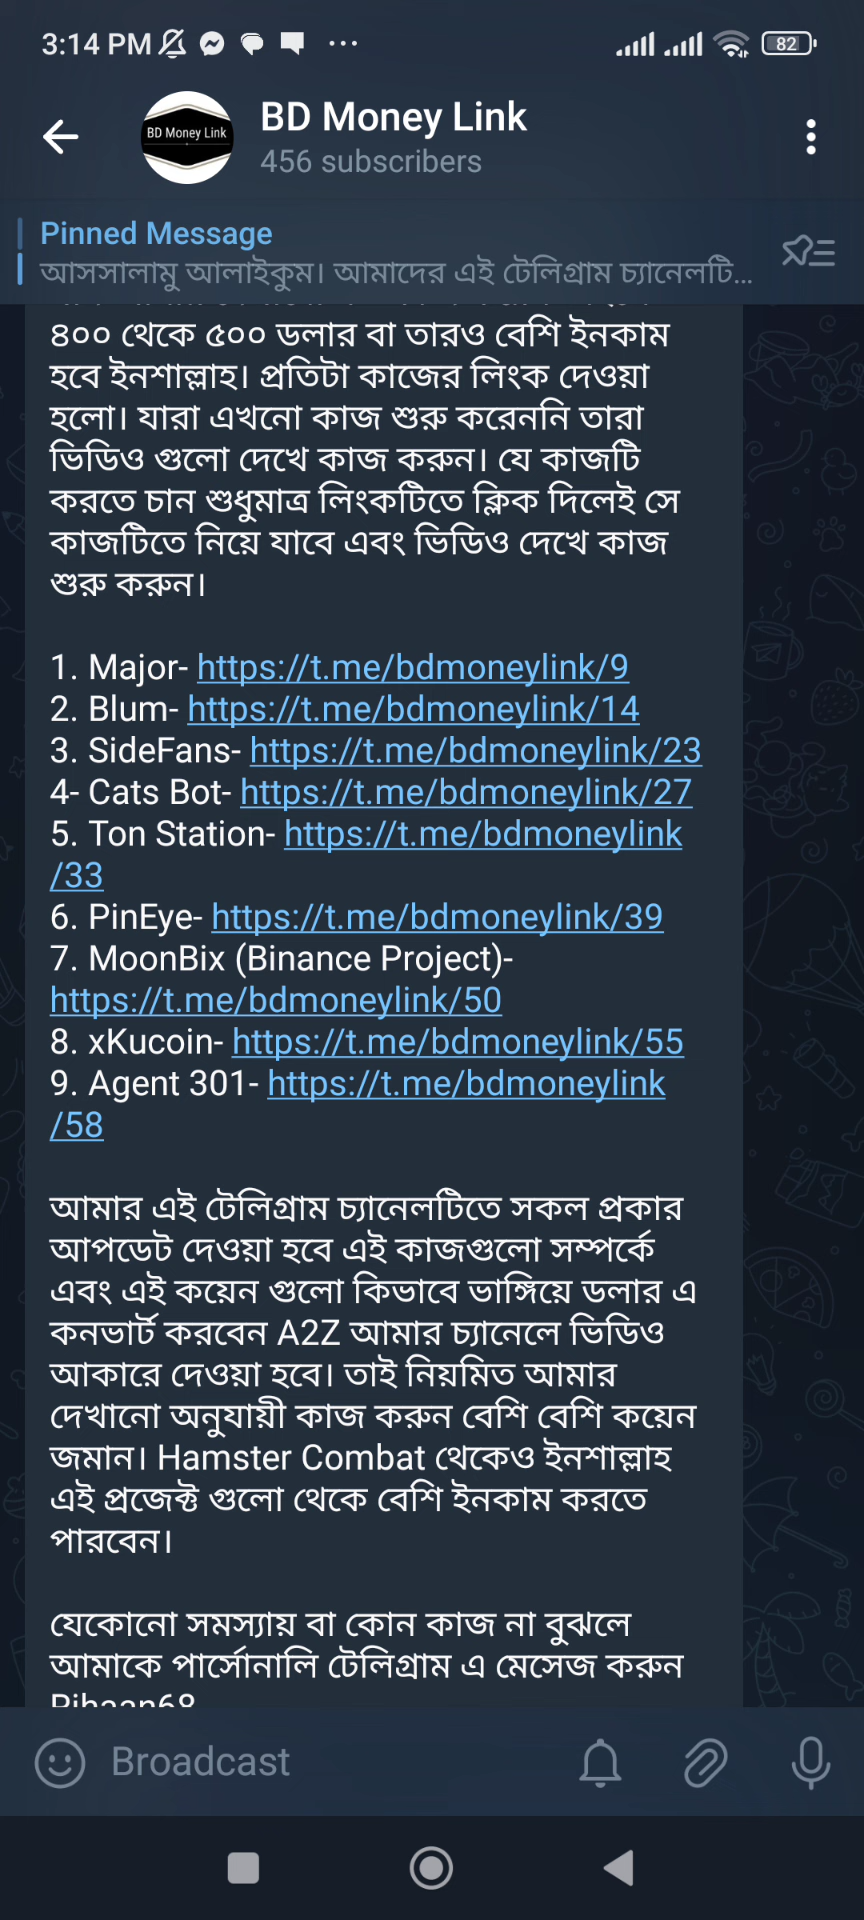 3:14 PM
82
BD Money Link
BD Money Link
456 subscribers
Pinned Message
আসসালামু আলাইকুম। আমাদের এই টেলিগ্রাম চ্যানেলটি...
৪০০ থেকে ৫০০ ডলার বা তারও বেশি ইনকাম
হবে ইনশাল্লাহ। প্রতিটা কাজের লিংক দেওয়া
হলো। যারা এখনো কাজ শুরু করেননি তারা
ভিডিও গুলো দেখে কাজ করুন। যে কাজটি
করতে চান শুধুমাত্র লিংকটিতে ক্লিক দিলেই সে
কাজটিতে নিয়ে যাবে এবং ভিডিও দেখে কাজ
শুরু করুন।
1. Major- https://t.me/bdmoneylink/9
2. Blum- https://t.me/bdmoneylink/14
3. SideFans- https://t.me/bdmoneylink/23
4- Cats Bot- https://t.me/bdmoneylink/27
5. Ton Station- https://t.me/bdmoneylink
/33
6. PinEye- https://t.me/bdmoneylink/39
7. MoonBix (Binance Project)-
https://t.me/bdmoneylink/50
8. xKucoin- https://t.me/bdmoneylink/55
9. Agent 301- https://t.me/bdmoneylink
/58
আমার এই টেলিগ্রাম চ্যানেলটিতে সকল প্রকার
আপডেট দেওয়া হবে এই কাজগুলো সম্পর্কে
এবং এই কয়েন গুলো কিভাবে ভাঙ্গিয়ে ডলার এ
কনভার্ট করবেন A2Z আমার চ্যানেলে ভিডিও
আকারে দেওয়া হবে। তাই নিয়মিত আমার
দেখানো অনুযায়ী কাজ করুন বেশি বেশি কয়েন
জমান। Hamster Combat থেকেও ইনশাল্লাহ
এই প্রজেক্ট গুলো থেকে বেশি ইনকাম করতে
পারবেন।
যেকোনো সমস্যায় বা কোন কাজ না বুঝলে
আমাকে পার্সোনালি টেলিগ্রাম এ মেসেজ করুন
Broadcast